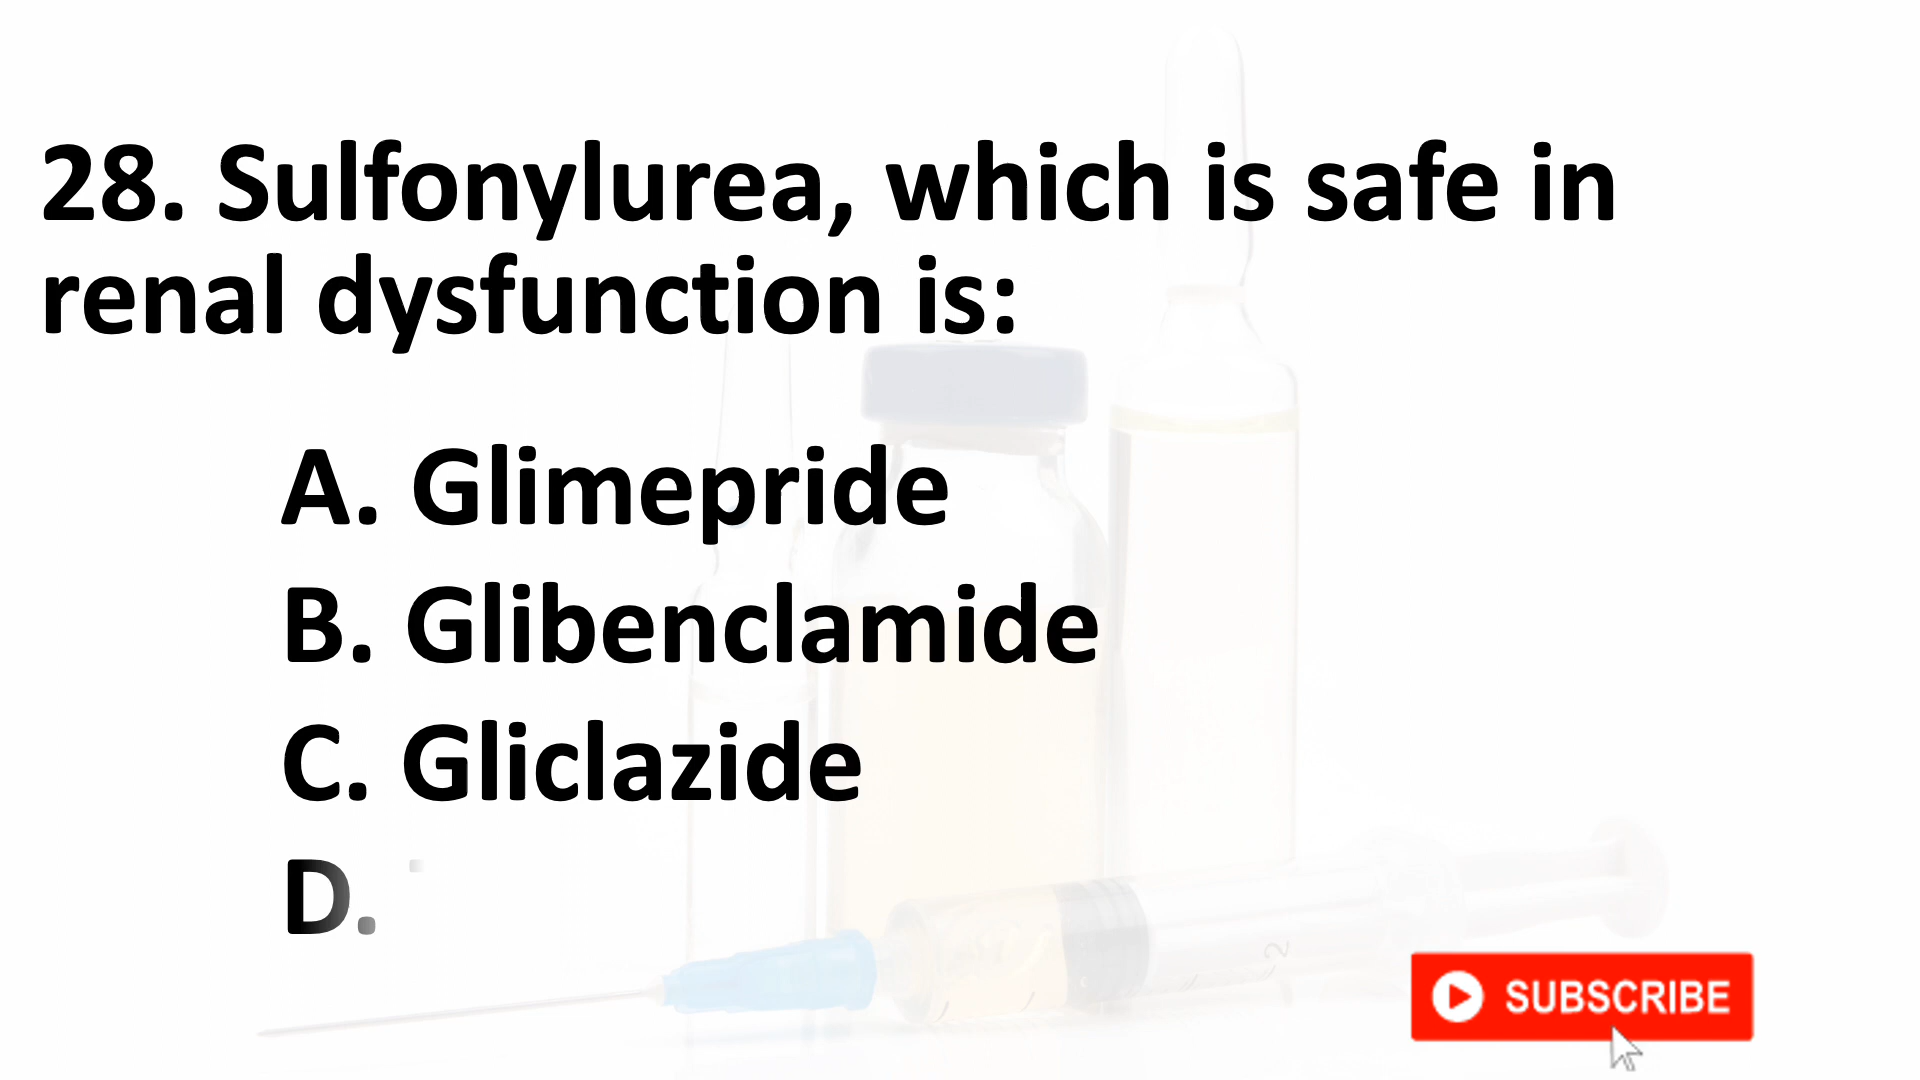 28. Sulfonylurea, which is safe in
renal dysfunction is:
A. Glimepride
B. Glibenclamide
C. Gliclazide
D.
SUBSCRIBE